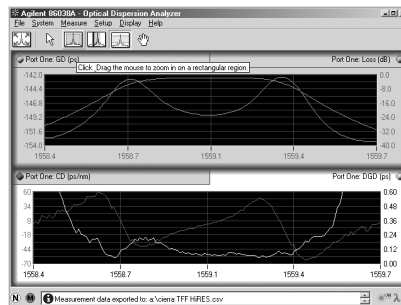 Agilent 86038A - Optical Dispersion Analyzer
File System Measure Setup Display Help
Port One: GD (ps) Port One: Loss (dB)
Click_Drag the mouse to zoom in on a rectangular region.
-142.0 0.0
-144.4 -8.0
-146.8 -16.0
-149.2 -24.0
-151.6 -32.0
-154.0 -40.0
1558.4 1558.7 1559.1 1559.4 1559.7
Port One: CD (ps/nm) Port One: DGD (ps)
60 0.60
34 0.48
8 0.36
-18 0.24
-44 0.12
-70 0.00
1558.4 1558.7 1559.1 1559.4 1559.7
N M Measurement data exported to: a:\cierra TFF HiRES.csv